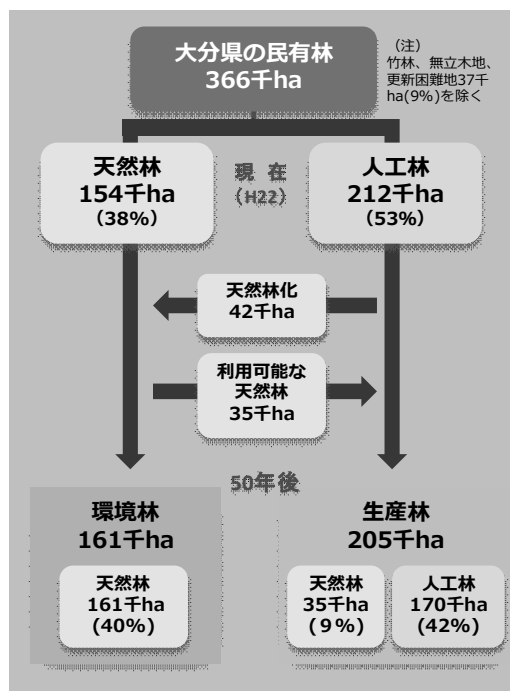 大分県の民有林
366千ha
(注)
竹林、無立木地、
更新困難地37千
ha(9%)を除く
天然林
154千ha
(38%)
現 在
(H22)
人工林
212千ha
(53%)
天然林化
42千ha
利用可能な
天然林
35千ha
50年後
環境林
161千ha
天然林
161千ha
(40%)
生産林
205千ha
天然林
35千ha
(9%)
人工林
170千ha
(42%)